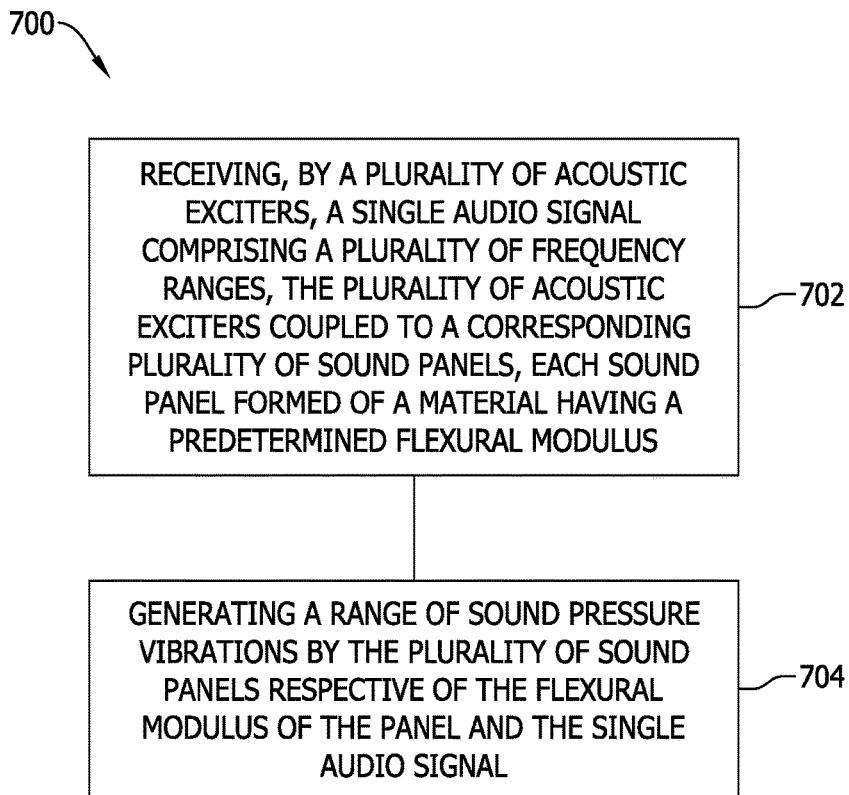 700
RECEIVING, BY A PLURALITY OF ACOUSTIC
EXCITERS, A SINGLE AUDIO SIGNAL
COMPRISING A PLURALITY OF FREQUENCY
RANGES, THE PLURALITY OF ACOUSTIC
EXCITERS COUPLED TO A CORRESPONDING
PLURALITY OF SOUND PANELS, EACH SOUND
PANEL FORMED OF A MATERIAL HAVING A
PREDETERMINED FLEXURAL MODULUS
702
GENERATING A RANGE OF SOUND PRESSURE
VIBRATIONS BY THE PLURALITY OF SOUND
PANELS RESPECTIVE OF THE FLEXURAL
MODULUS OF THE PANEL AND THE SINGLE
AUDIO SIGNAL
704